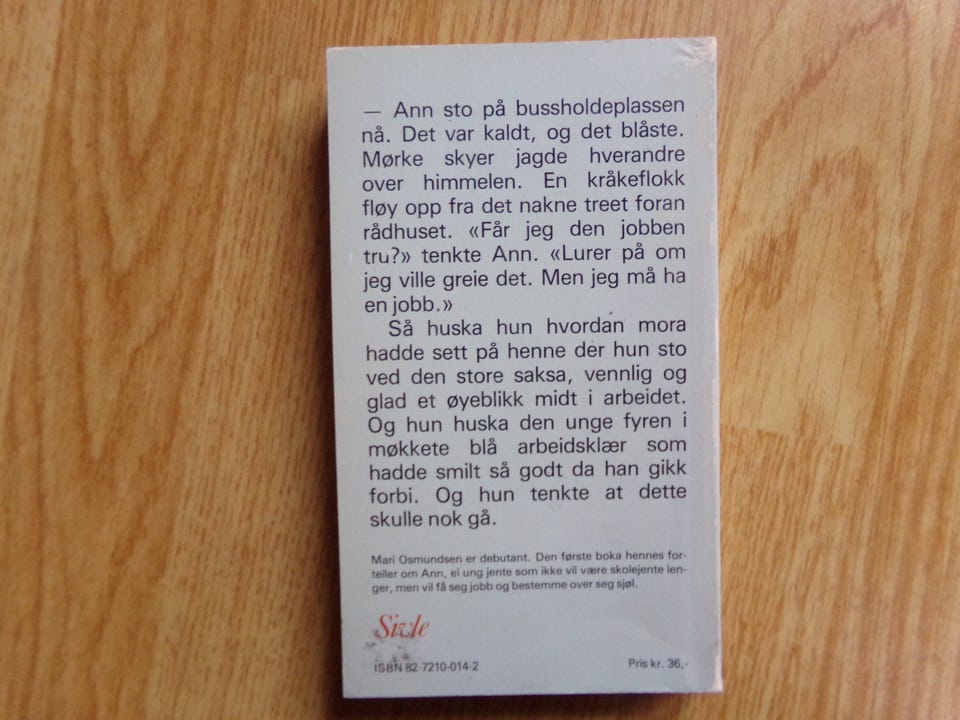 — Ann sto på bussholdeplassen
nå. Det var kaldt, og det blåste.
Mørke skyer jagde hverandre
over himmelen. En kråkeflokk
fløy opp fra det nakne treet foran
rådhuset. «Får jeg den jobben
tru?» tenkte Ann. «Lurer på om
jeg ville greie det. Men jeg må ha
en jobb.»
Så huska hun hvordan mora
hadde sett på henne der hun sto
ved den store saksa, vennlig og
glad et øyeblikk midt i arbeidet.
Og hun huska den unge fyren i
møkkete blå arbeidsklær som
hadde smilt så godt da han gikk
forbi. Og hun tenkte at dette
skulle nok gå.
Mari Osmundsen er debutant. Den første boka hennes for-
teller om Ann, ei ung jente som ikke vil være skolejente len-
ger, men vil få seg jobb og bestemme over seg sjøl.
Sivle
ISBN 82-7210-014-2
Pris kr. 36,-